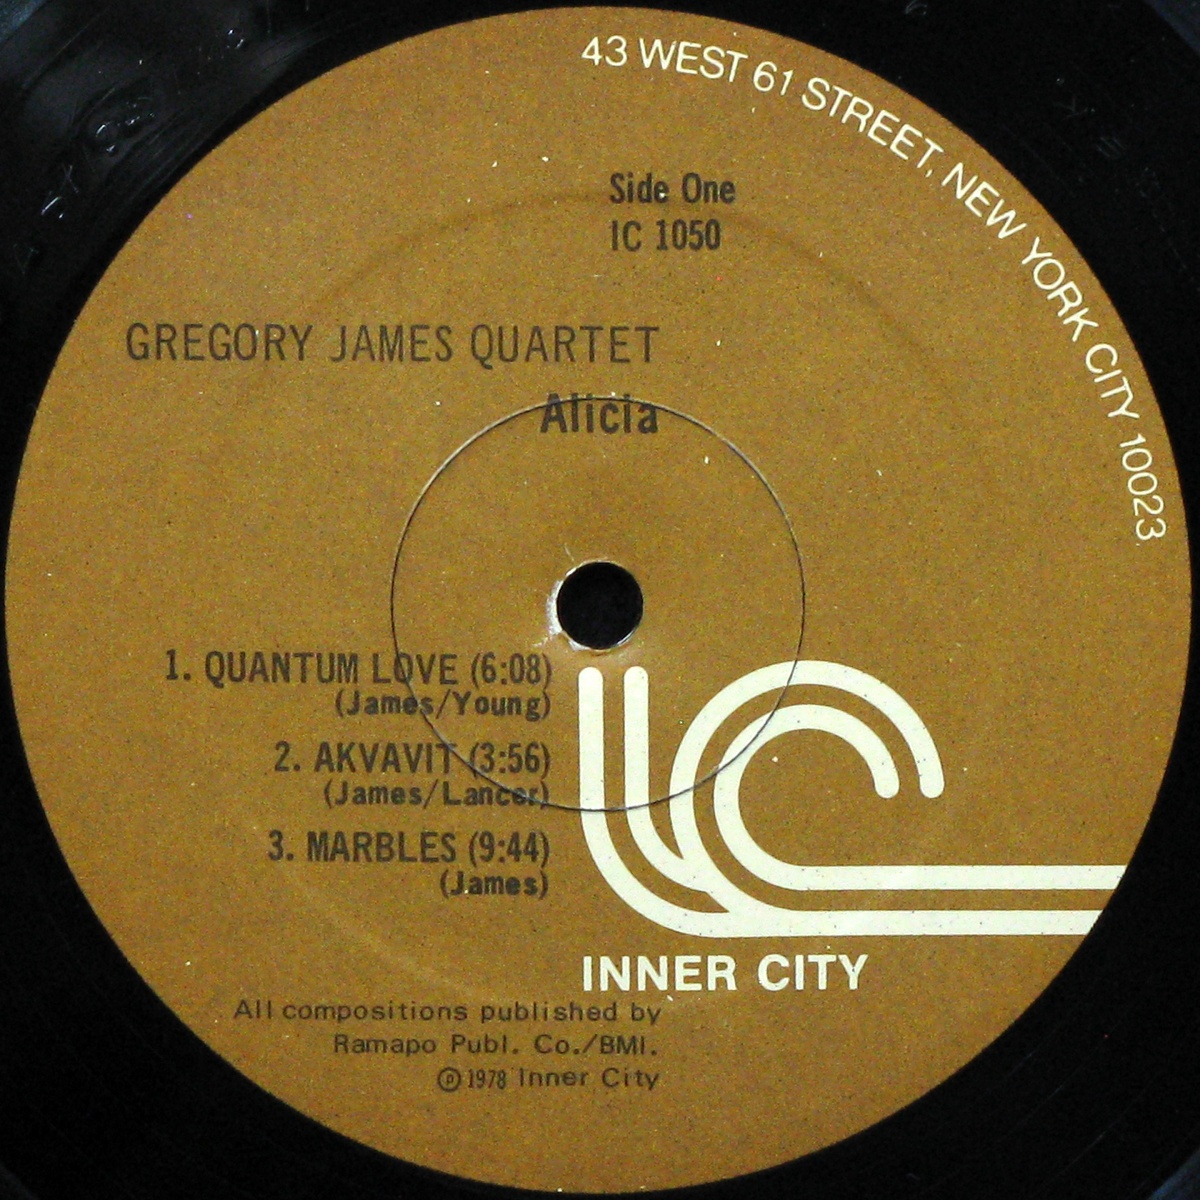 43 WEST 61 STREET, NEW YORK CITY 10023
Side One
IC 1050
GREGORY JAMES QUARTET
Alicia
1. QUANTUM LOVE (6:08)
(James/Young)
2. AKVAVIT (3:56)
(James/Lancer)
3. MARBLES (9:44)
(James)
IC
INNER CITY
All compositions published by
Ramapo Publ. Co./BMI.
℗ 1978 Inner City